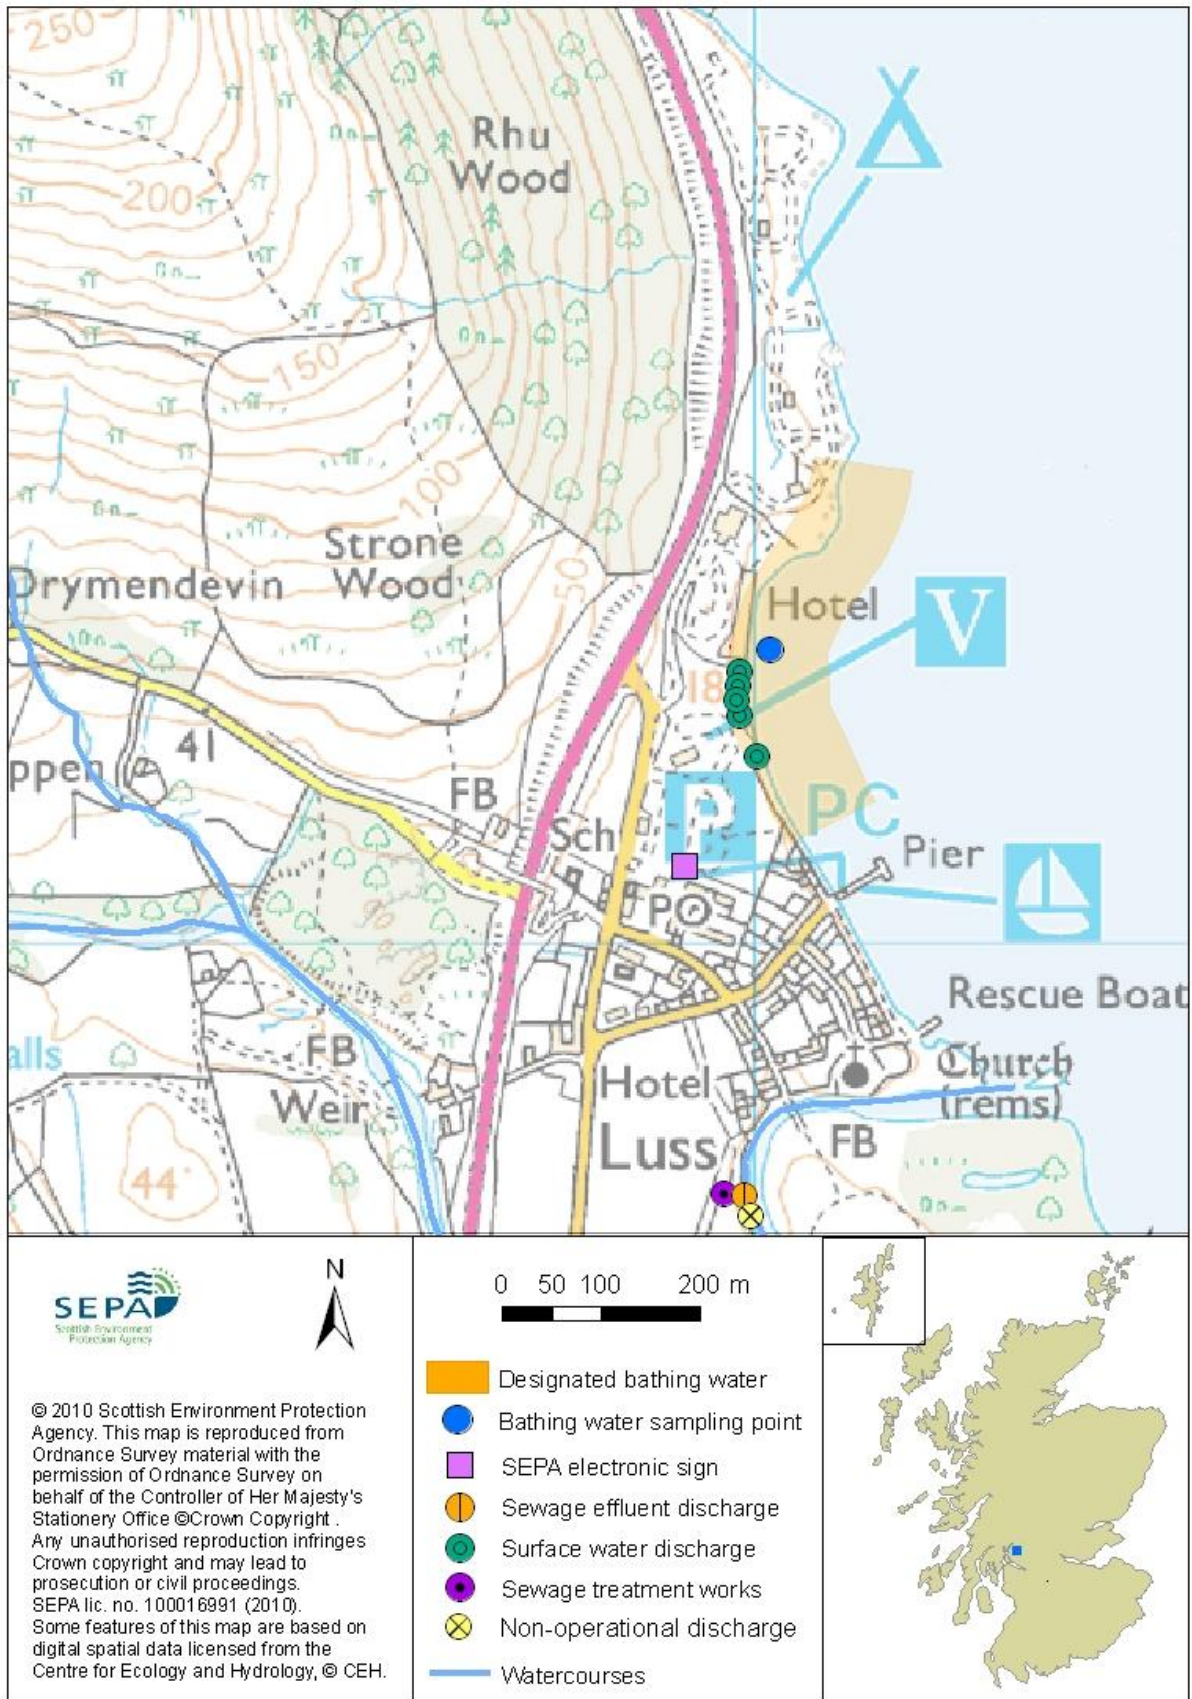 250
Rhu
Wood
200
150
100
Strone
Wood
50
Drymendevin
Hotel
V
18
41
ppen
FB
Sch
P
PC
Pier
PO
Rescue Boat
alls
FB
Weir
Hotel
Church
(rems)
Luss
FB
44
SEPA
Scottish Environment
Protection Agency
N
0 50 100 200 m
© 2010 Scottish Environment Protection
Agency. This map is reproduced from
Ordnance Survey material with the
permission of Ordnance Survey on
behalf of the Controller of Her Majesty's
Stationery Office ©Crown Copyright .
Any unauthorised reproduction infringes
Crown copyright and may lead to
prosecution or civil proceedings.
SEPA lic. no. 100016991 (2010).
Some features of this map are based on
digital spatial data licensed from the
Centre for Ecology and Hydrology, © CEH.
Designated bathing water
Bathing water sampling point
SEPA electronic sign
Sewage effluent discharge
Surface water discharge
Sewage treatment works
Non-operational discharge
Watercourses